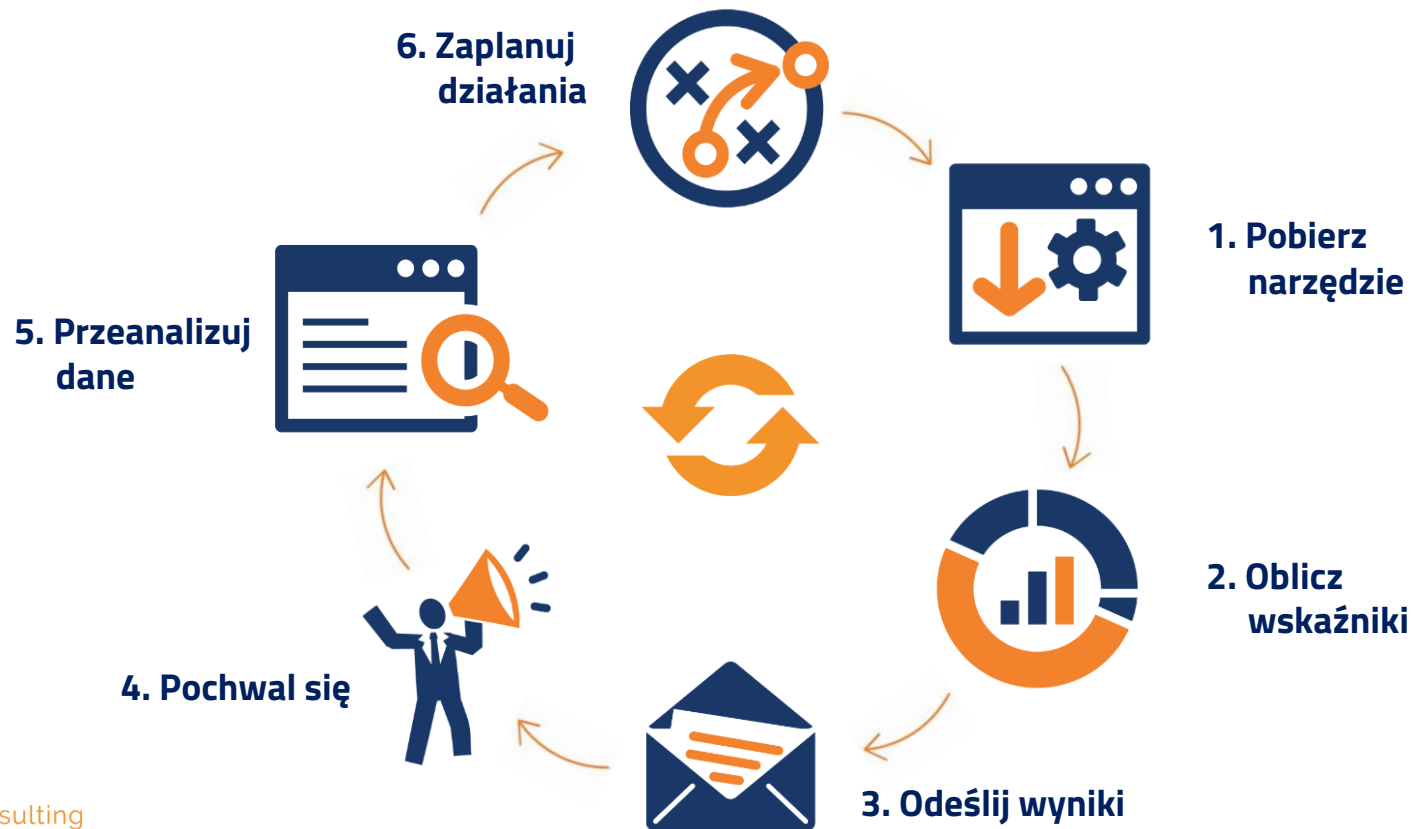 6. Zaplanuj
działania
1. Pobierz
narzędzie
5. Przeanalizuj
dane
2. Oblicz
wskaźniki
4. Pochwal się
3. Odeślij wyniki
sulting